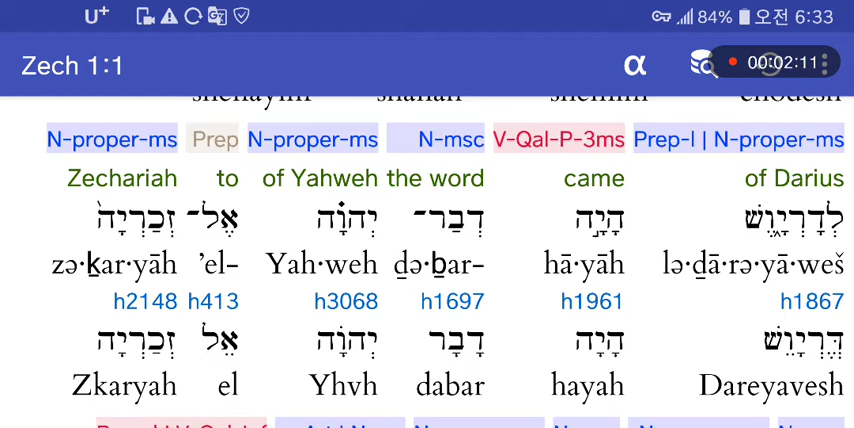 U+ 84% 오전 6:33
Zech 1:1 α 00:02:11
N-proper-ms Prep N-proper-ms N-msc V-Qal-P-3ms Prep-l | N-proper-ms
Zechariah to of Yahweh the word came of Darius
זְכַרְיָה֙ אֶל־ יְהוָ֗ה דְבַר־ הָיָ֣ה לְדָרְיָ֑וֶשׁ
zə·ḵar·yāh ’el- Yah·weh ḏə·ḇar- hā·yāh lə·ḏā·rə·yā·weš
h2148 h413 h3068 h1697 h1961 h1867
זְכַרְיָה אֵל יְהוָֹה דָּבָר הָיָה דָּרְיָוֵשׁ
Zkaryah el Yhvh dabar hayah Dareyavesh